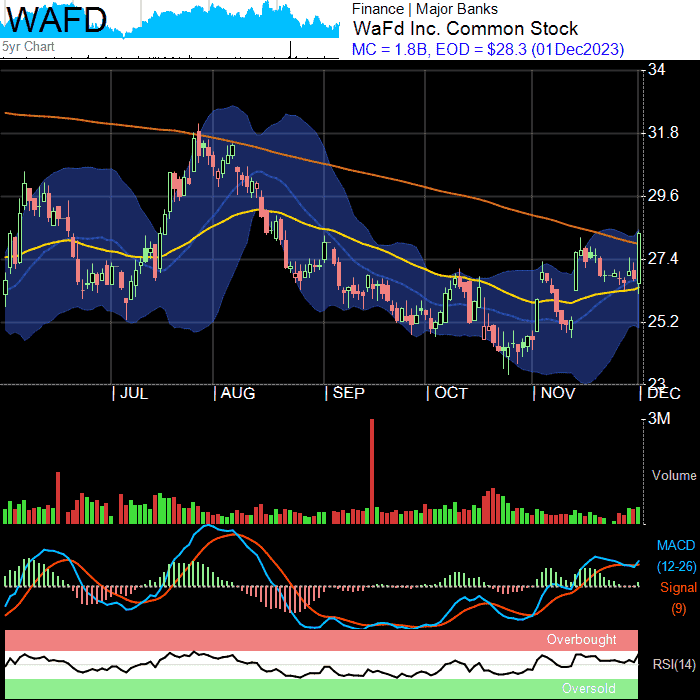 WAFD
5yr Chart
Finance | Major Banks
WaFd Inc. Common Stock
MC = 1.8B, EOD = $28.3 (01Dec2023)
34
31.8
29.6
27.4
25.2
23
JUL AUG SEP OCT NOV DEC
3M
Volume
MACD
(12-26)
Signal
(9)
Overbought
RSI(14)
Oversold